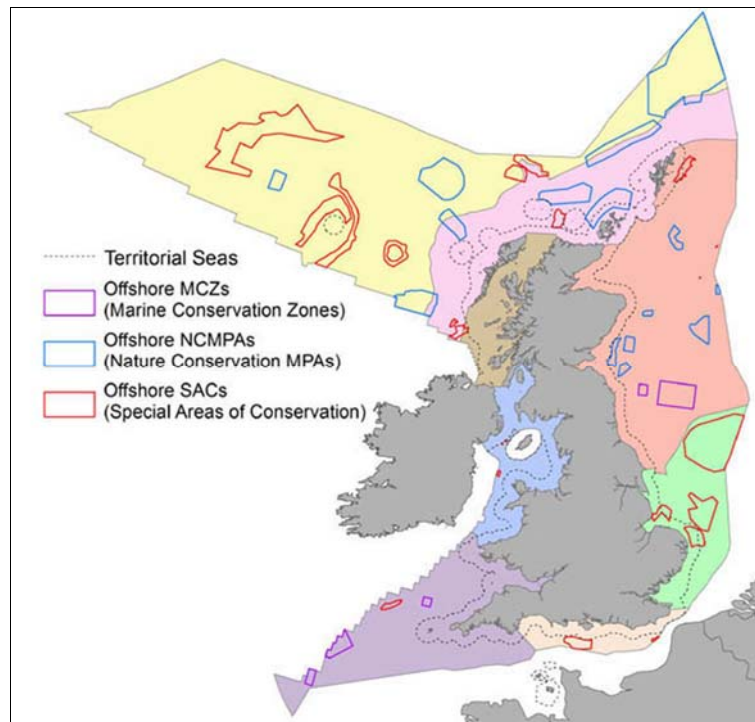 Territorial Seas
Offshore MCZs
(Marine Conservation Zones)
Offshore NCMPAs
(Nature Conservation MPAs)
Offshore SACs
(Special Areas of Conservation)